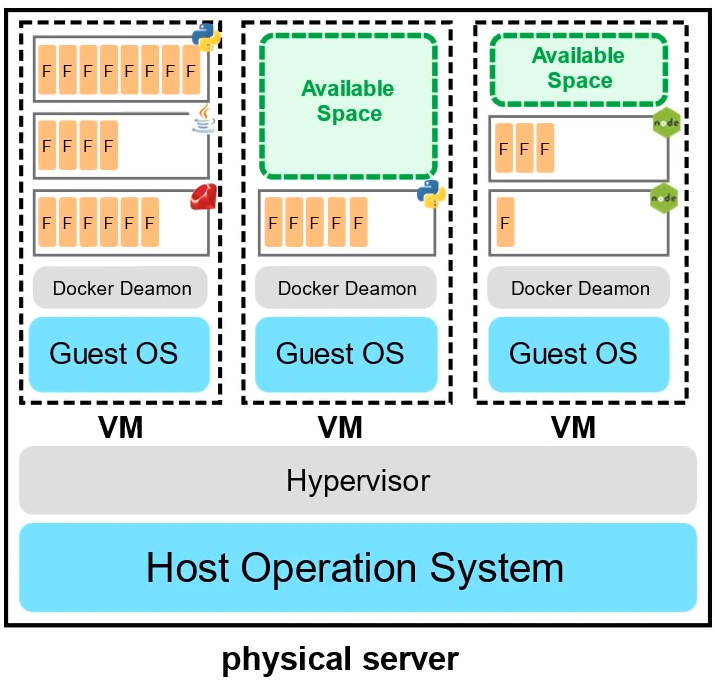 F F F F F F F F
F F F F
F F F F F F
Docker Deamon
Guest OS
VM
Available
Space
F F F F F
Docker Deamon
Guest OS
VM
Available
Space
node
F F F
node
F
Docker Deamon
Guest OS
VM
Hypervisor
Host Operation System
physical server